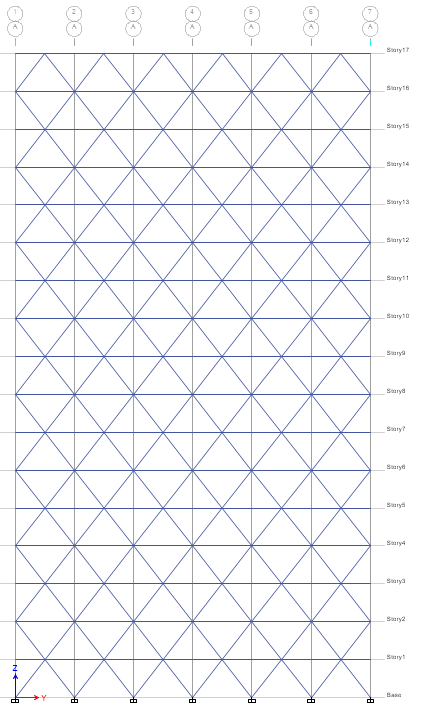 1 2 3 4 5 6 7
A A A A A A A
Story17
Story16
Story15
Story14
Story13
Story12
Story11
Story10
Story9
Story8
Story7
Story6
Story5
Story4
Story3
Story2
Story1
Z
Y
Base